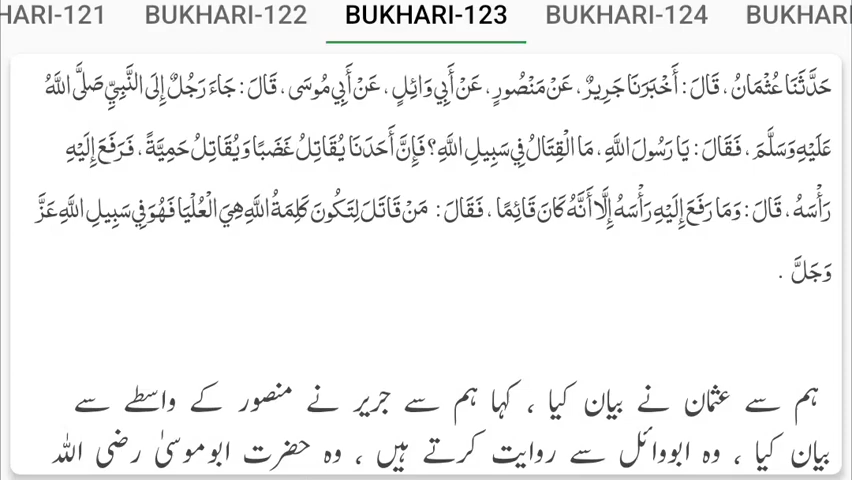 HARI-121 BUKHARI-122 BUKHARI-123 BUKHARI-124 BUKHARI
حَدَّثَنَا عُثْمَانُ، قَالَ: أَخْبَرَنَا جَرِيرٌ، عَنْ مَنْصُورٍ، عَنْ أَبِي وَائِلٍ، عَنْ أَبِي مُوسَى، قَالَ: جَاءَ رَجُلٌ إِلَى النَّبِيِّ صَلَّى اللَّهُ
عَلَيْهِ وَسَلَّمَ، فَقَالَ: يَا رَسُولَ اللَّهِ، مَا الْقِتَالُ فِي سَبِيلِ اللَّهِ؟ فَإِنَّ أَحَدَنَا يُقَاتِلُ غَضَبًا وَيُقَاتِلُ حَمِيَّةً، فَرَفَعَ إِلَيْهِ
رَأْسَهُ، قَالَ: وَمَا رَفَعَ إِلَيْهِ رَأْسَهُ إِلَّا أَنَّهُ كَانَ قَائِمًا، فَقَالَ: مَنْ قَاتَلَ لِتَكُونَ كَلِمَةُ اللَّهِ هِيَ الْعُلْيَا فَهُوَ فِي سَبِيلِ اللَّهِ عَزَّ
وَجَلَّ.
ہم سے عثمان نے بیان کیا، کہا ہم سے جریر نے منصور کے واسطے سے
بیان کیا، وہ ابووائل سے روایت کرتے ہیں، وہ حضرت ابوموسیٰ رضی اللہ